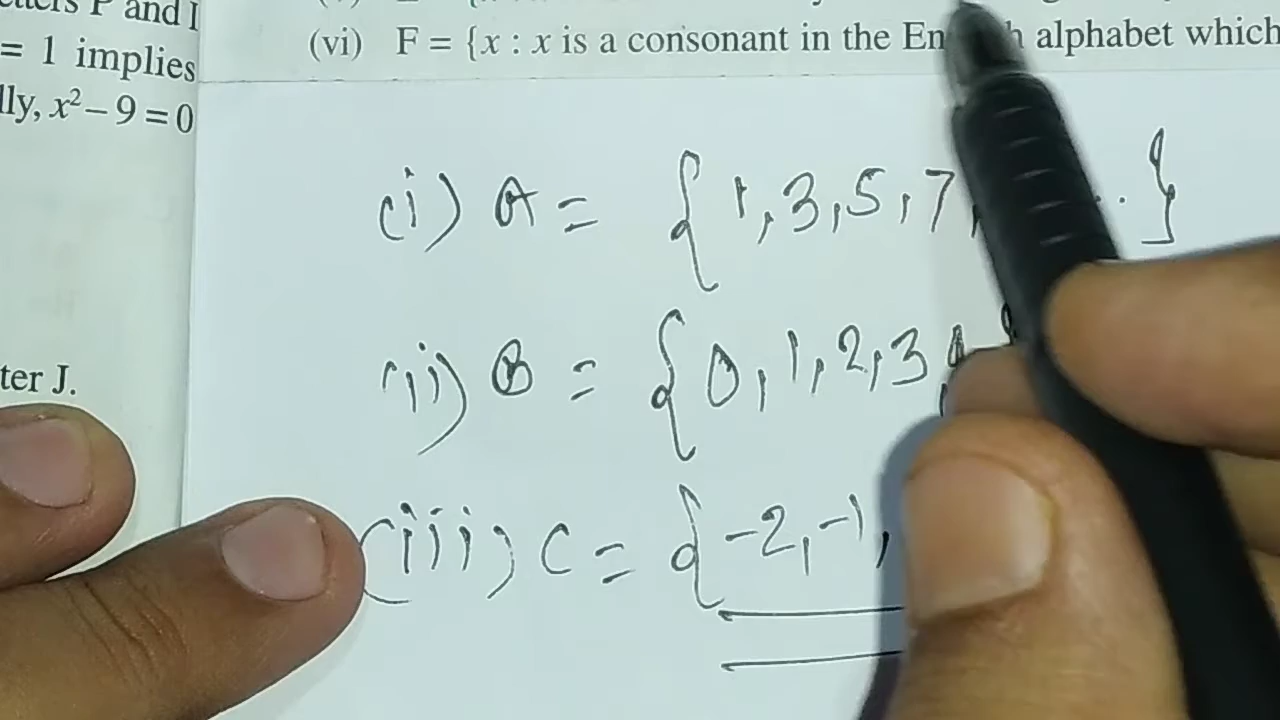 P and
= 1 implies
lly, x² – 9 = 0
ter J.
(vi) F = {x : x is a consonant in the En h alphabet which
(i) A = { 1, 3, 5, 7, .. }
(ii) B = { 0, 1, 2, 3,
(iii) C = { -2, -1,